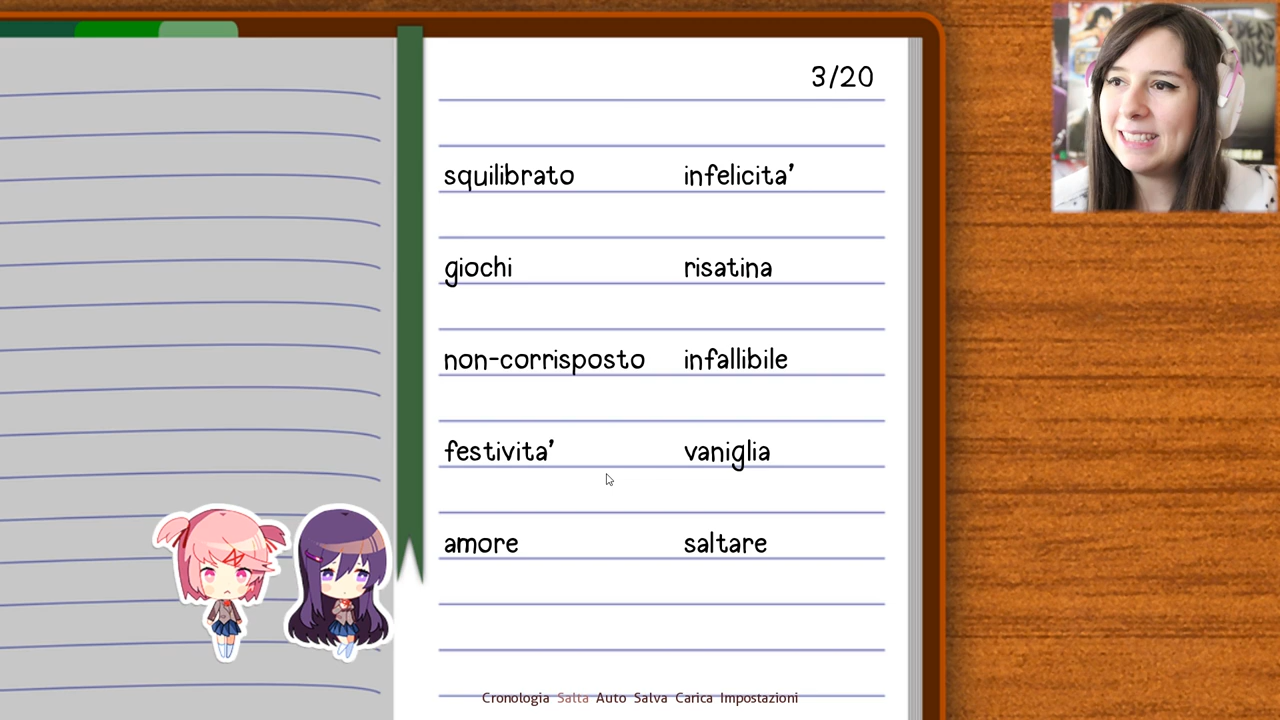 3/20
squilibrato infelicita'
giochi risatina
non-corrisposto infallibile
festivita' vaniglia
amore saltare
Cronologia Salta Auto Salva Carica Impostazioni